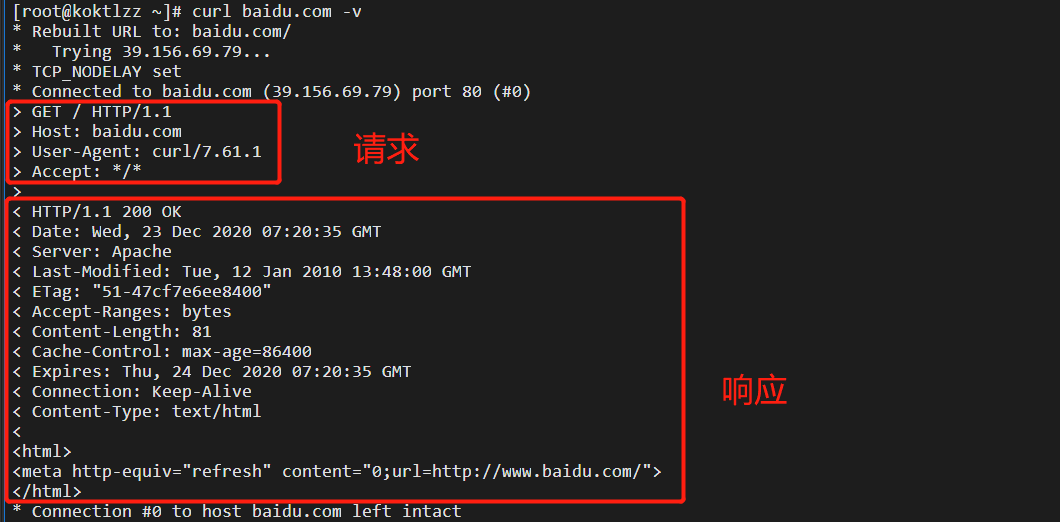 [root@koktlzz ~]# curl baidu.com -v
* Rebuilt URL to: baidu.com/
*   Trying 39.156.69.79...
* TCP_NODELAY set
* Connected to baidu.com (39.156.69.79) port 80 (#0)
> GET / HTTP/1.1
> Host: baidu.com
> User-Agent: curl/7.61.1
> Accept: */*
>
请求
< HTTP/1.1 200 OK
< Date: Wed, 23 Dec 2020 07:20:35 GMT
< Server: Apache
< Last-Modified: Tue, 12 Jan 2010 13:48:00 GMT
< ETag: "51-47cf7e6ee8400"
< Accept-Ranges: bytes
< Content-Length: 81
< Cache-Control: max-age=86400
< Expires: Thu, 24 Dec 2020 07:20:35 GMT
< Connection: Keep-Alive
< Content-Type: text/html
<
<html>
<meta http-equiv="refresh" content="0;url=http://www.baidu.com/">
</html>
响应
* Connection #0 to host baidu.com left intact